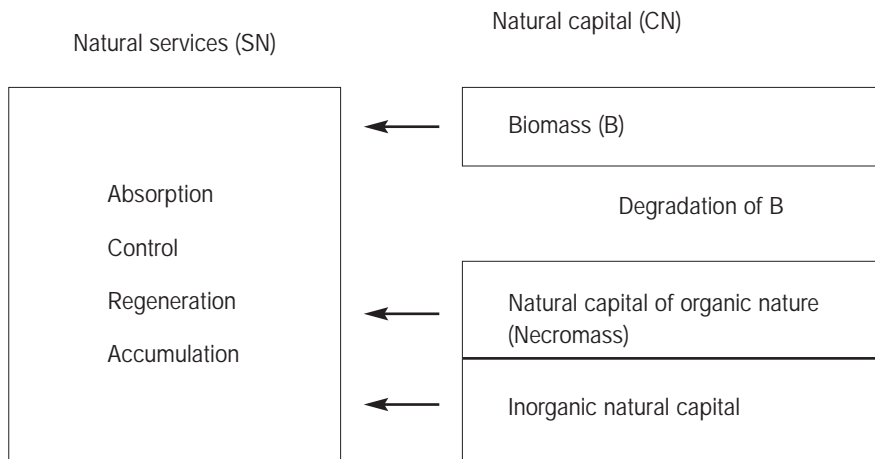 Natural services (SN)
Natural capital (CN)
Absorption
Control
Regeneration
Accumulation
Biomass (B)
Degradation of B
Natural capital of organic nature
(Necromass)
Inorganic natural capital